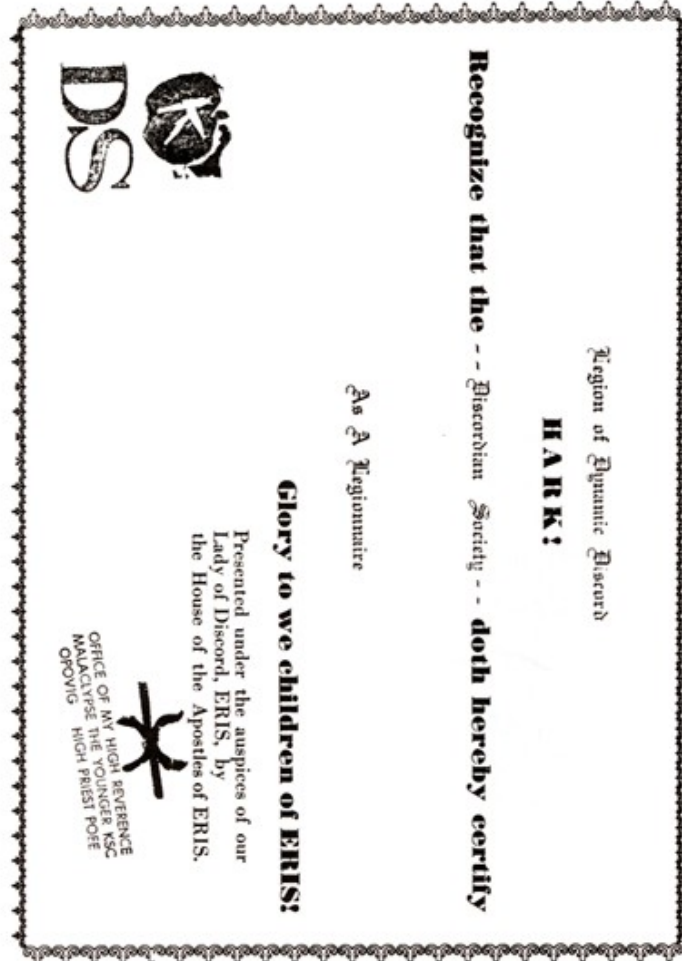 Legion of Dynamic Discord
HARK!
Recognize that the -- Discordian Society -- doth hereby certify
As A Legionnaire
Glory to we children of ERIS!
Presented under the auspices of our
Lady of Discord, ERIS, by
the House of the Apostles of ERIS.
K
DS
OFFICE OF MY HIGH REVERENCE
MALACLYPSE THE YOUNGER KSC
OPOVIG HIGH PRIEST POEE